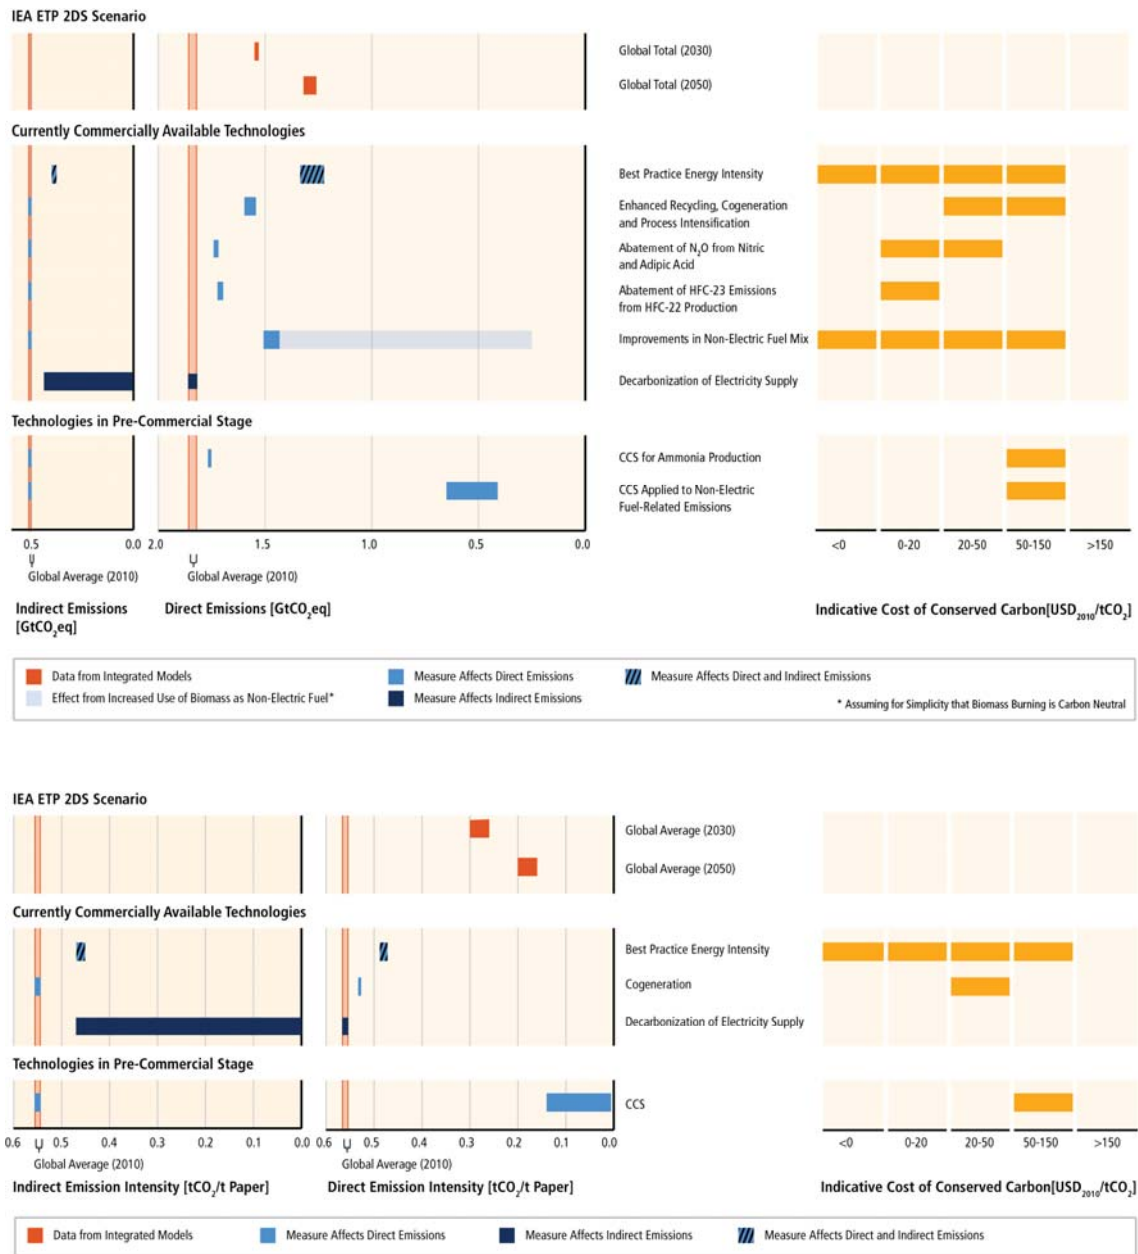 IEA ETP 2DS Scenario
Global Total (2030)
Global Total (2050)
Currently Commercially Available Technologies
Best Practice Energy Intensity
Enhanced Recycling, Cogeneration
and Process Intensification
Abatement of N₂O from Nitric
and Adipic Acid
Abatement of HFC-23 Emissions
from HFC-22 Production
Improvements in Non-Electric Fuel Mix
Decarbonization of Electricity Supply
Technologies in Pre-Commercial Stage
CCS for Ammonia Production
CCS Applied to Non-Electric
Fuel-Related Emissions
0.5 0.0 2.0 1.5 1.0 0.5 0.0 <0 0-20 20-50 50-150 >150
Global Average (2010) Global Average (2010)
Indirect Emissions
[GtCO₂eq]
Direct Emissions [GtCO₂eq]
Indicative Cost of Conserved Carbon[USD₂₀₁₀/tCO₂]
Data from Integrated Models
Measure Affects Direct Emissions
Measure Affects Direct and Indirect Emissions
Effect from Increased Use of Biomass as Non-Electric Fuel*
Measure Affects Indirect Emissions
* Assuming for Simplicity that Biomass Burning is Carbon Neutral
IEA ETP 2DS Scenario
Global Average (2030)
Global Average (2050)
Currently Commercially Available Technologies
Best Practice Energy Intensity
Cogeneration
Decarbonization of Electricity Supply
Technologies in Pre-Commercial Stage
CCS
0.6 0.5 0.3 0.2 0.1 0.0 0.6 0.5 0.3 0.2 0.1 0.0 <0 0-20 20-50 50-150 >150
Global Average (2010) Global Average (2010)
Indirect Emission Intensity [tCO₂/t Paper]
Direct Emission Intensity [tCO₂/t Paper]
Indicative Cost of Conserved Carbon[USD₂₀₁₀/tCO₂]
Data from Integrated Models
Measure Affects Direct Emissions
Measure Affects Indirect Emissions
Measure Affects Direct and Indirect Emissions